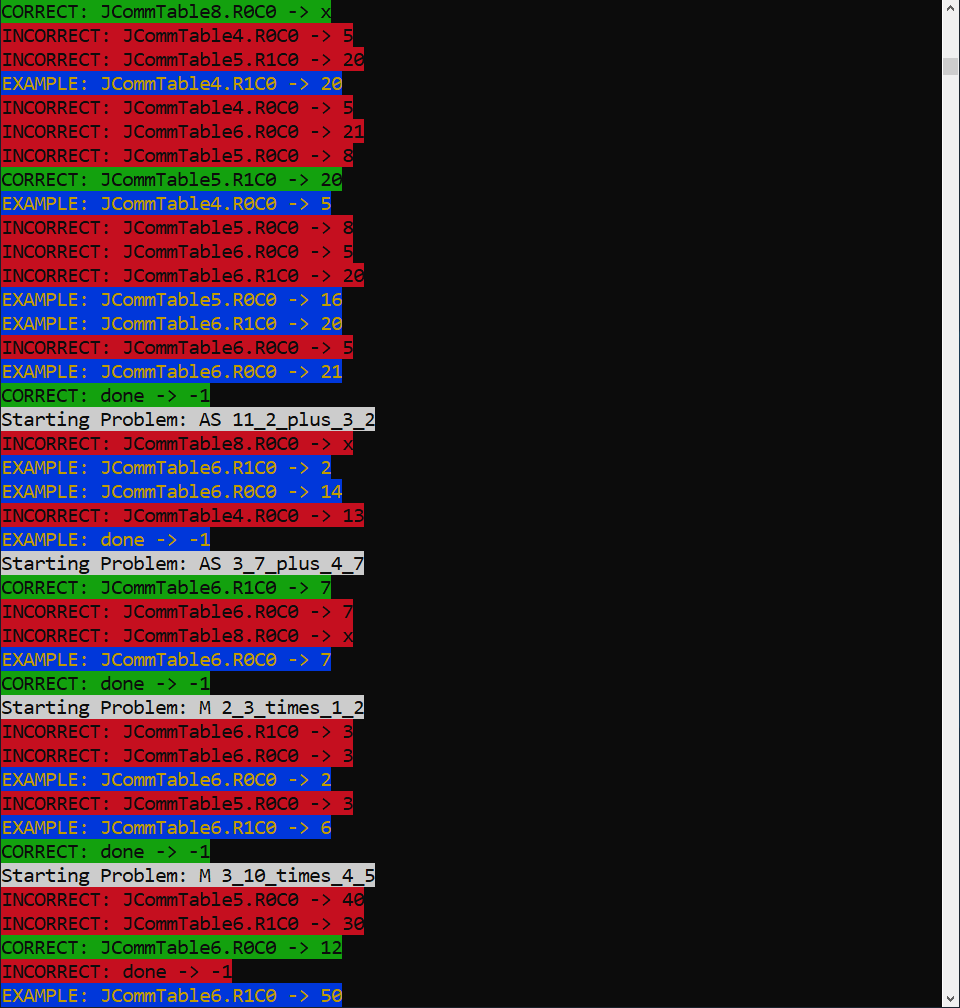 CORRECT: JCommTable8.R0C0 -> x
INCORRECT: JCommTable4.R0C0 -> 5
INCORRECT: JCommTable5.R1C0 -> 20
EXAMPLE: JCommTable4.R1C0 -> 20
INCORRECT: JCommTable4.R0C0 -> 5
INCORRECT: JCommTable6.R0C0 -> 21
INCORRECT: JCommTable5.R0C0 -> 8
CORRECT: JCommTable5.R1C0 -> 20
EXAMPLE: JCommTable4.R0C0 -> 5
INCORRECT: JCommTable5.R0C0 -> 8
INCORRECT: JCommTable6.R0C0 -> 5
INCORRECT: JCommTable6.R1C0 -> 20
EXAMPLE: JCommTable5.R0C0 -> 16
EXAMPLE: JCommTable6.R1C0 -> 20
INCORRECT: JCommTable6.R0C0 -> 5
EXAMPLE: JCommTable6.R0C0 -> 21
CORRECT: done -> -1
Starting Problem: AS 11_2_plus_3_2
INCORRECT: JCommTable8.R0C0 -> x
EXAMPLE: JCommTable6.R1C0 -> 2
EXAMPLE: JCommTable6.R0C0 -> 14
INCORRECT: JCommTable4.R0C0 -> 13
EXAMPLE: done -> -1
Starting Problem: AS 3_7_plus_4_7
CORRECT: JCommTable6.R1C0 -> 7
INCORRECT: JCommTable6.R0C0 -> 7
INCORRECT: JCommTable8.R0C0 -> x
EXAMPLE: JCommTable6.R0C0 -> 7
CORRECT: done -> -1
Starting Problem: M 2_3_times_1_2
INCORRECT: JCommTable6.R1C0 -> 3
INCORRECT: JCommTable6.R0C0 -> 3
EXAMPLE: JCommTable6.R0C0 -> 2
INCORRECT: JCommTable5.R0C0 -> 3
EXAMPLE: JCommTable6.R1C0 -> 6
CORRECT: done -> -1
Starting Problem: M 3_10_times_4_5
INCORRECT: JCommTable5.R0C0 -> 40
INCORRECT: JCommTable6.R1C0 -> 30
CORRECT: JCommTable6.R0C0 -> 12
INCORRECT: done -> -1
EXAMPLE: JCommTable6.R1C0 -> 50